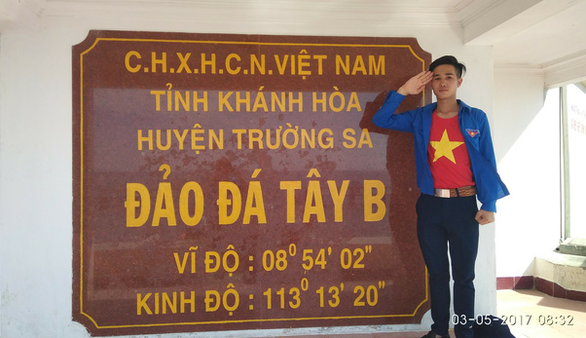 C.H.X.H.C.N.VIỆT NAM
TỈNH KHÁNH HÒA
HUYỆN TRƯỜNG SA
ĐẢO ĐÁ TÂY B
VĨ ĐỘ : 08⁰ 54' 02"
KINH ĐỘ : 113⁰ 13' 20"
03-05-2017 08:32